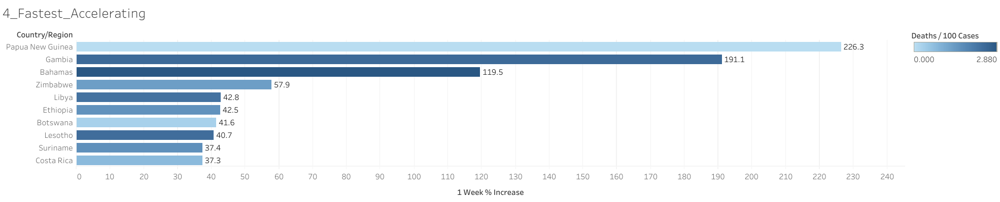 4_Fastest_Accelerating
Country/Region
Papua New Guinea 226.3
Gambia 191.1
Bahamas 119.5
Zimbabwe 57.9
Libya 42.8
Ethiopia 42.5
Botswana 41.6
Lesotho 40.7
Suriname 37.4
Costa Rica 37.3
0 10 20 30 40 50 60 70 80 90 100 110 120 130 140 150 160 170 180 190 200 210 220 230 240
1 Week % Increase
Deaths / 100 Cases
0.000 2.880